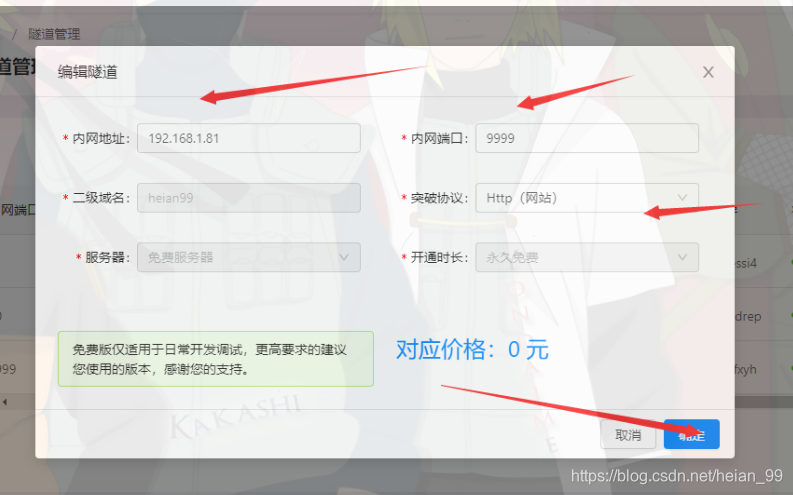 / 隧道管理
道管
编辑隧道 X
* 内网地址: 192.168.1.81 * 内网端口: 9999
网端口 * 二级域名: heian99 * 突破协议: Http（网站）
* 服务器: 免费服务器 * 开通时长: 永久免费 ssi4
drep
免费版仅适用于日常开发调试，更高要求的建议
您使用的版本，感谢您的支持。
对应价格：0 元
999 fxyh
KAKASHI
取消 确定
https://blog.csdn.net/heian_99